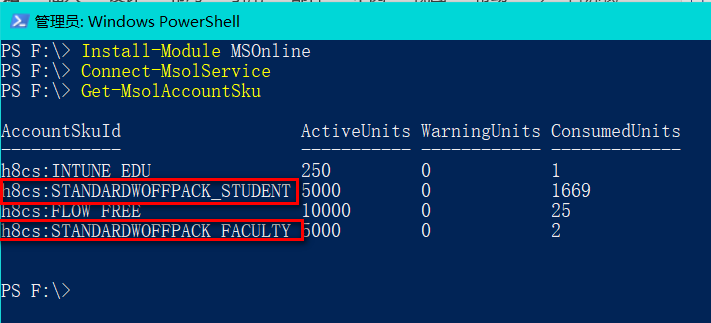 管理员: Windows PowerShell
PS F:\> Install-Module MSOnline
PS F:\> Connect-MsolService
PS F:\> Get-MsolAccountSku
AccountSkuId ActiveUnits WarningUnits ConsumedUnits
------------ ----------- ------------ -------------
h8cs:INTUNE_EDU 250 0 1
h8cs:STANDARDWOFFPACK_STUDENT 5000 0 1669
h8cs:FLOW_FREE 10000 0 25
h8cs:STANDARDWOFFPACK_FACULTY 5000 0 2
PS F:\>